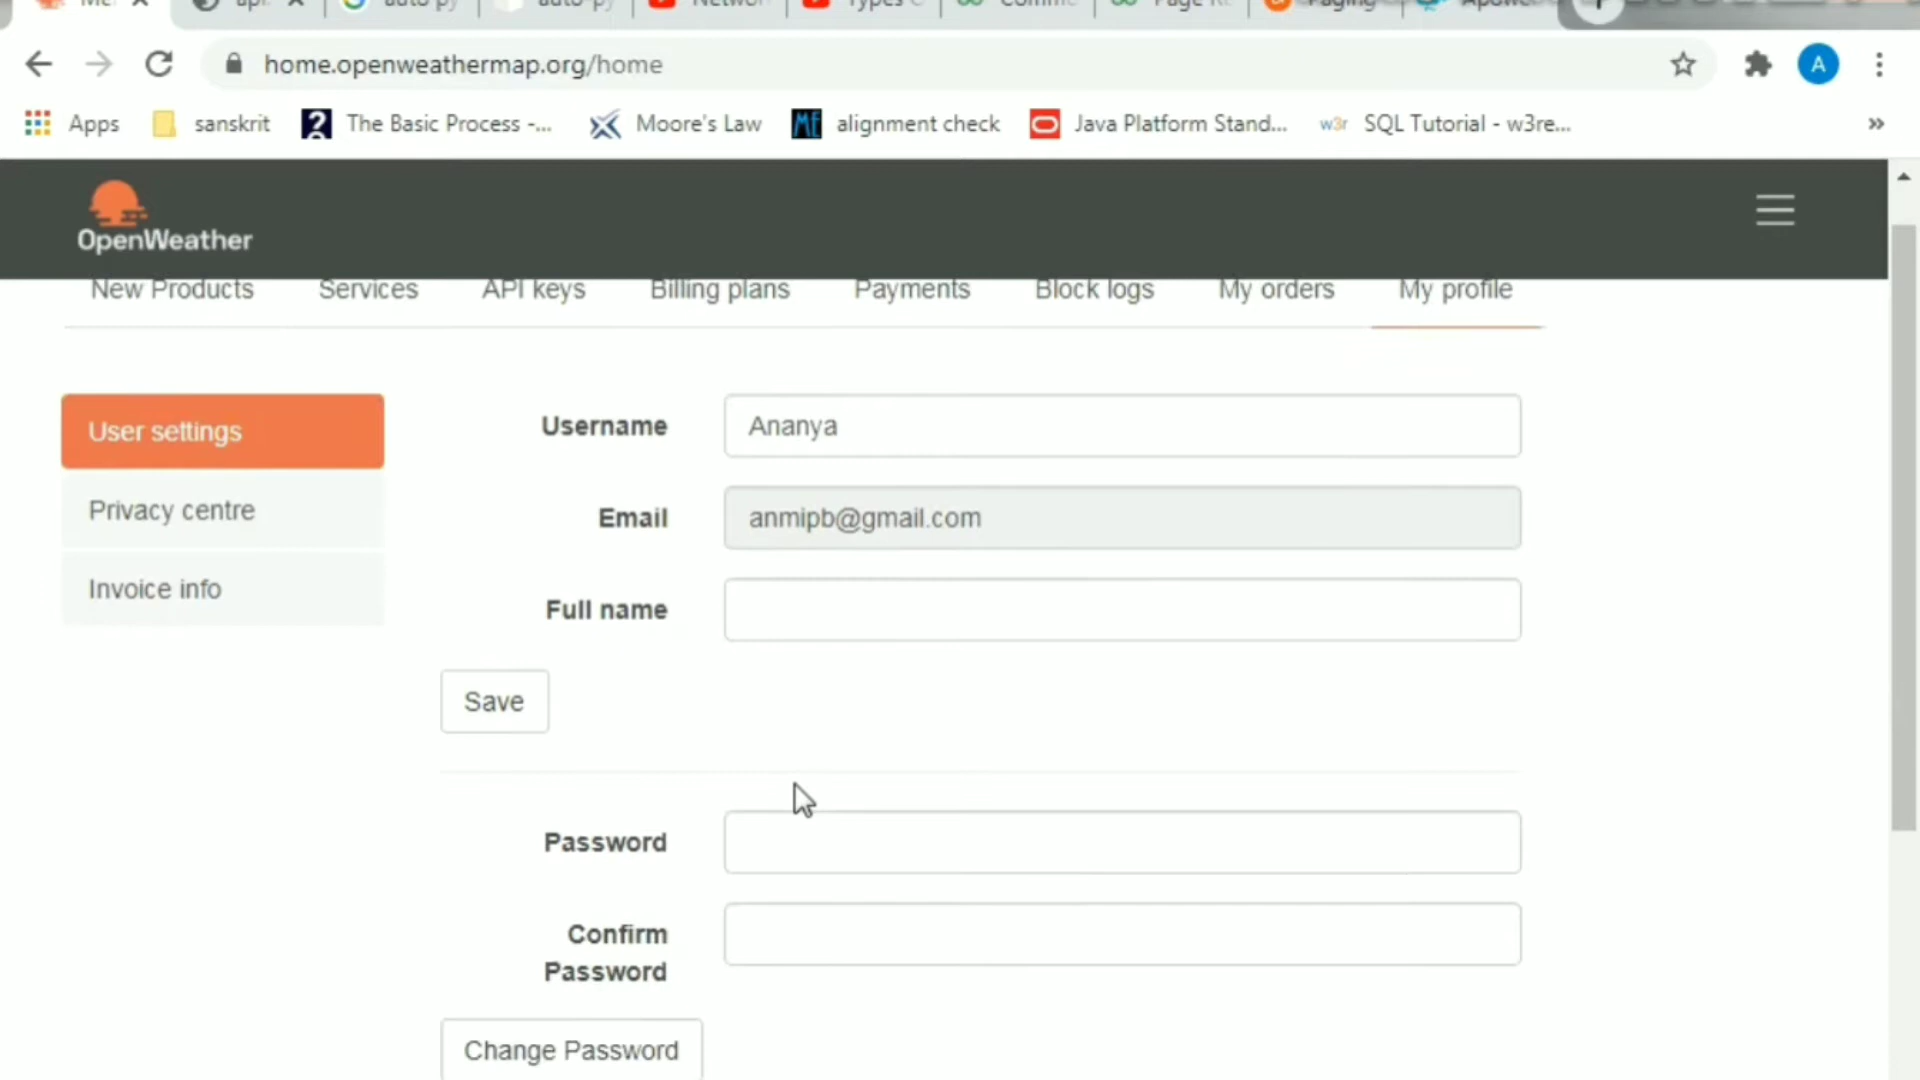 home.openweathermap.org/home
A
Apps sanskrit The Basic Process -... Moore's Law alignment check Java Platform Stand... w3r SQL Tutorial - w3re... »
OpenWeather
New Products Services API keys Billing plans Payments Block logs My orders My profile
User settings
Privacy centre
Invoice info
Username Ananya
Email anmipb@gmail.com
Full name
Save
Password
Confirm
Password
Change Password